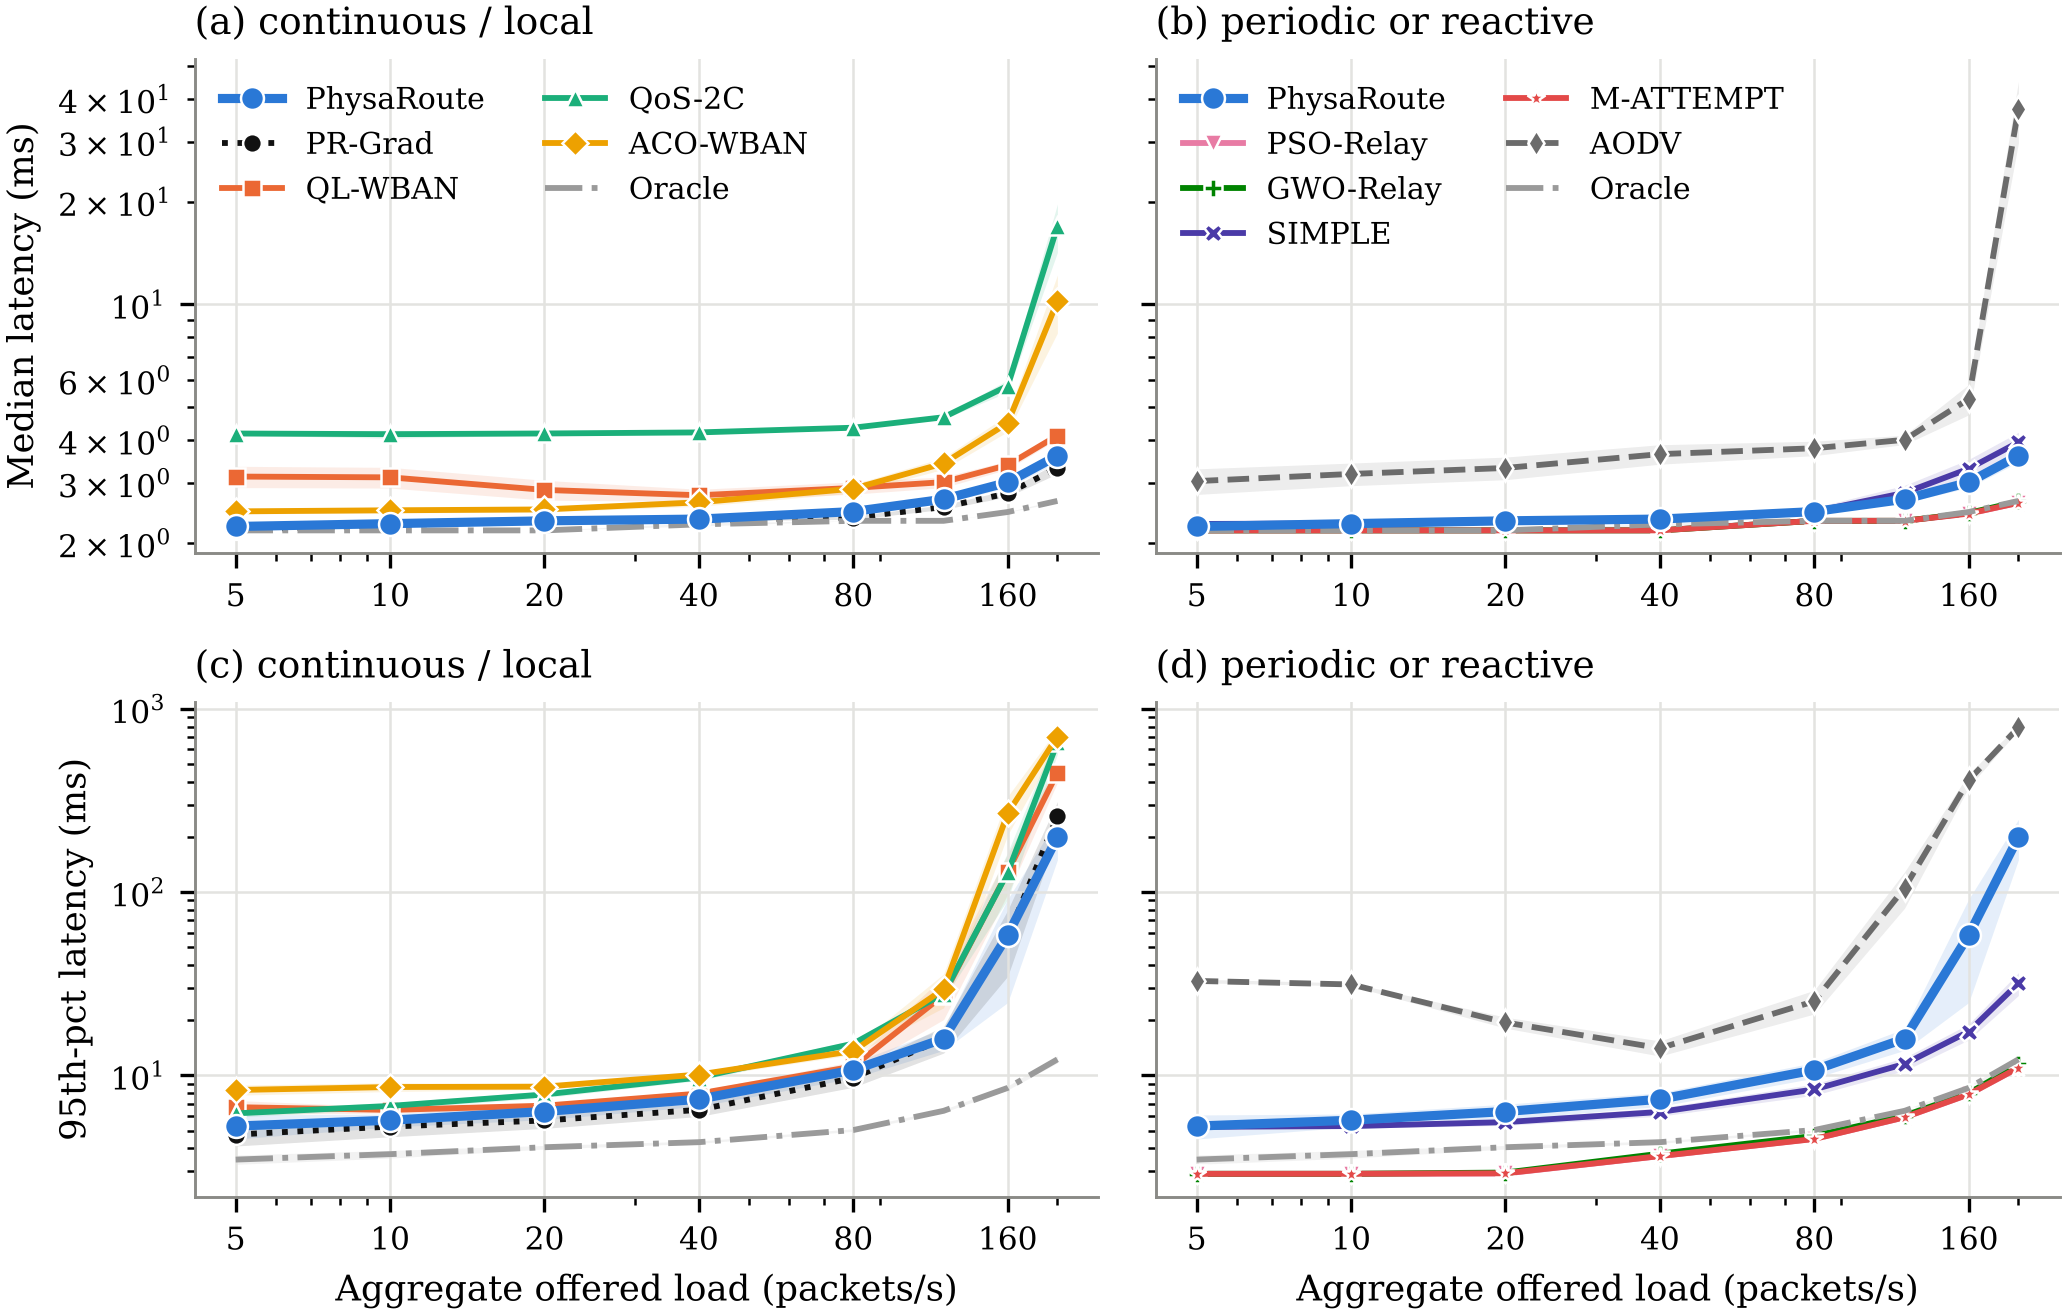 (a) continuous / local
Median latency (ms)
4 × 10¹
3 × 10¹
2 × 10¹
10¹
6 × 10⁰
4 × 10⁰
3 × 10⁰
2 × 10⁰
PhysaRoute
PR-Grad
QL-WBAN
QoS-2C
ACO-WBAN
Oracle
5 10 20 40 80 160
(b) periodic or reactive
PhysaRoute
PSO-Relay
GWO-Relay
SIMPLE
M-ATTEMPT
AODV
Oracle
5 10 20 40 80 160
(c) continuous / local
95th-pct latency (ms)
10³
10²
10¹
5 10 20 40 80 160
Aggregate offered load (packets/s)
(d) periodic or reactive
5 10 20 40 80 160
Aggregate offered load (packets/s)